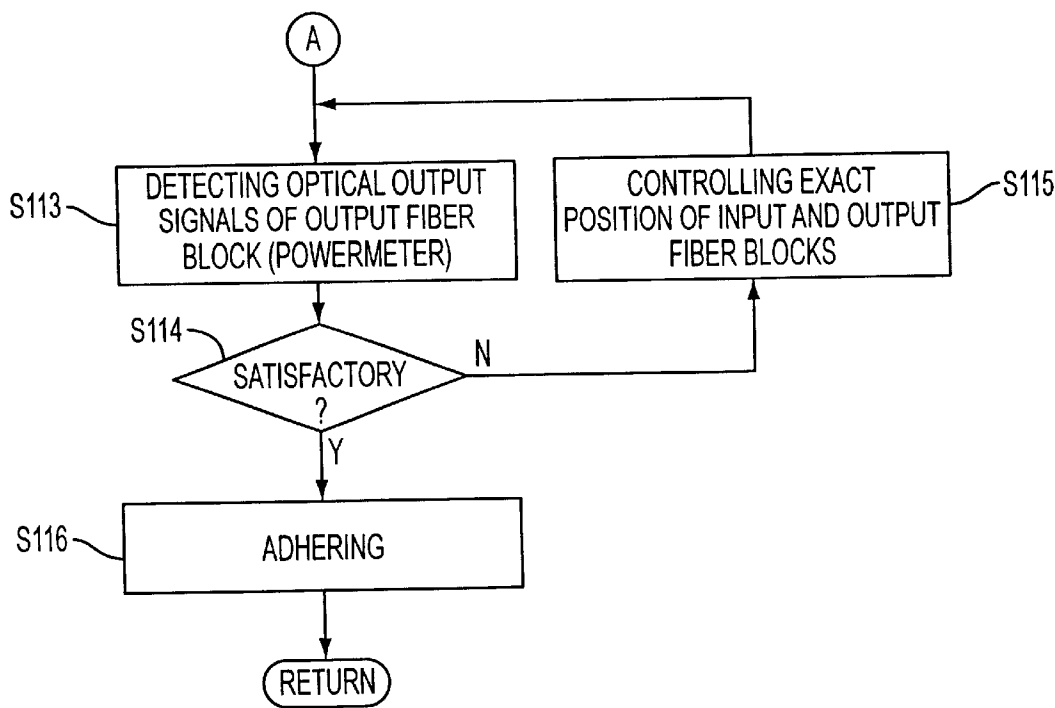 A
S113
DETECTING OPTICAL OUTPUT
SIGNALS OF OUTPUT FIBER
BLOCK (POWERMETER)
CONTROLLING EXACT
POSITION OF INPUT AND OUTPUT
FIBER BLOCKS
S115
S114
SATISFACTORY
?
N
Y
S116
ADHERING
RETURN